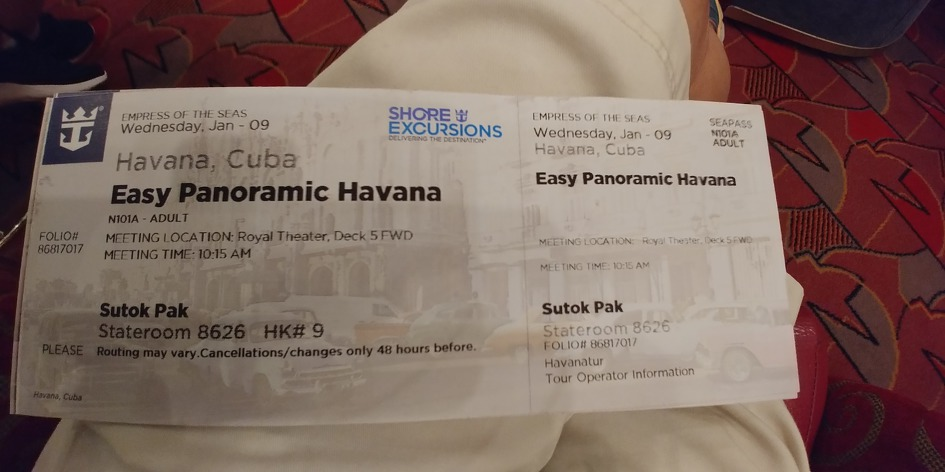 EMPRESS OF THE SEAS
Wednesday, Jan - 09
SHORE EXCURSIONS
DELIVERING THE DESTINATION
Havana, Cuba
Easy Panoramic Havana
N101A - ADULT
FOLIO#
86817017
MEETING LOCATION: Royal Theater, Deck 5 FWD
MEETING TIME: 10:15 AM
Sutok Pak
Stateroom 8626 HK# 9
PLEASE Routing may vary.Cancellations/changes only 48 hours before.
Havana, Cuba
EMPRESS OF THE SEAS
Wednesday, Jan - 09
Havana, Cuba
SEAPASS
N101A
ADULT
Easy Panoramic Havana
MEETING LOCATION: Royal Theater, Deck 5 FWD
MEETING TIME: 10:15 AM
Sutok Pak
Stateroom 8626
FOLIO# 86817017
Havanatur
Tour Operator Information